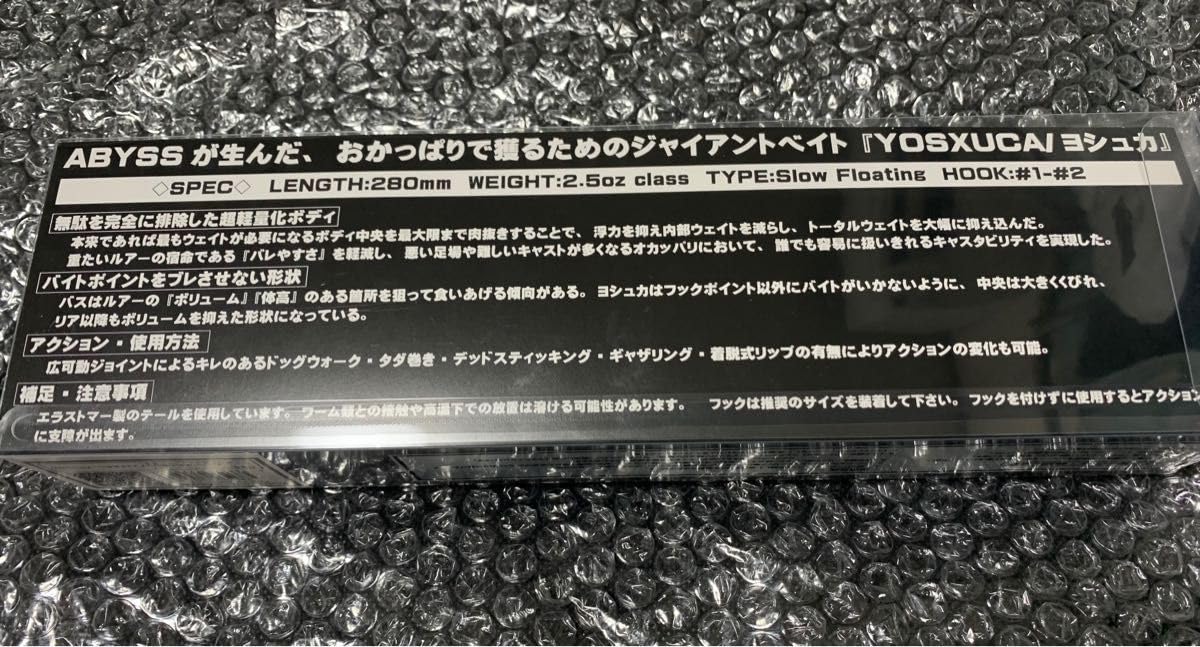 ABYSSが生んだ、おかっぱりで獲るためのジャイアントベイト『YOSXUCA/ヨシュカ』
◇SPEC◇ LENGTH:280mm WEIGHT:2.5oz class TYPE:Slow Floating HOOK:#1-#2
無駄を完全に排除した超軽量化ボディ
本来であれば最もウェイトが必要になるボディ中央を最大限まで肉抜きすることで、浮力を抑え内部ウェイトを減らし、トータルウェイトを大幅に抑え込んだ。
重たいルアーの宿命である『バレやすさ』を軽減し、悪い足場や難しいキャストが多くなるオカッパリにおいて、誰でも容易に扱いきれるキャスタビリティを実現した。
バイトポイントをブレさせない形状
バスはルアーの『ボリューム』『体高』のある箇所を狙って食いあげる傾向がある。ヨシュカはフックポイント以外にバイトがいかないように、中央は大きくくびれ、
リア以降もボリュームを抑えた形状になっている。
アクション・使用方法
広可動ジョイントによるキレのあるドッグウォーク・タダ巻き・デッドスティッキング・ギャザリング・着脱式リップの有無によりアクションの変化も可能。
補足・注意事項
エラストマー製のテールを使用しています。ワーム類との接触や高温下での放置は溶ける可能性があります。 フックは推奨のサイズを装着して下さい。フックを付けずに使用するとアクション
に支障が出ます。